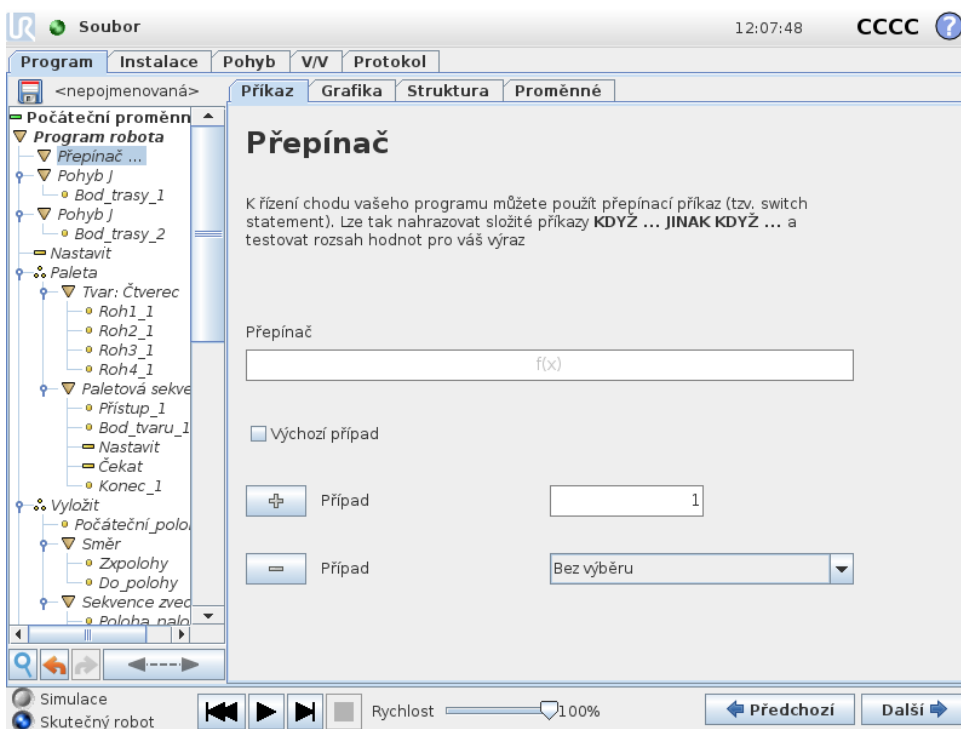 UR Soubor 12:07:48 CCCC ?
Program Instalace Pohyb V/V Protokol
<nepojmenovaná>
Příkaz Grafika Struktura Proměnné
Počáteční proměnn
Program robota
Přepínač ...
Pohyb J
Bod_trasy_1
Pohyb J
Bod_trasy_2
Nastavit
Paleta
Tvar: Čtverec
Roh1_1
Roh2_1
Roh3_1
Roh4_1
Paletová sekve
Přístup_1
Bod_tvaru_1
Nastavit
Čekat
Konec_1
Vyložit
Počáteční_polo
Směr
Zxpolohy
Do_polohy
Sekvence zved
Poloha_nalo
Přepínač
K řízení chodu vašeho programu můžete použít přepínací příkaz (tzv. switch
statement). Lze tak nahrazovat složité příkazy KDYŽ ... JINAK KDYŽ ... a
testovat rozsah hodnot pro váš výraz
Přepínač
f(x)
Výchozí případ
Případ 1
Případ Bez výběru
Simulace
Skutečný robot
Rychlost 100%
Předchozí Další